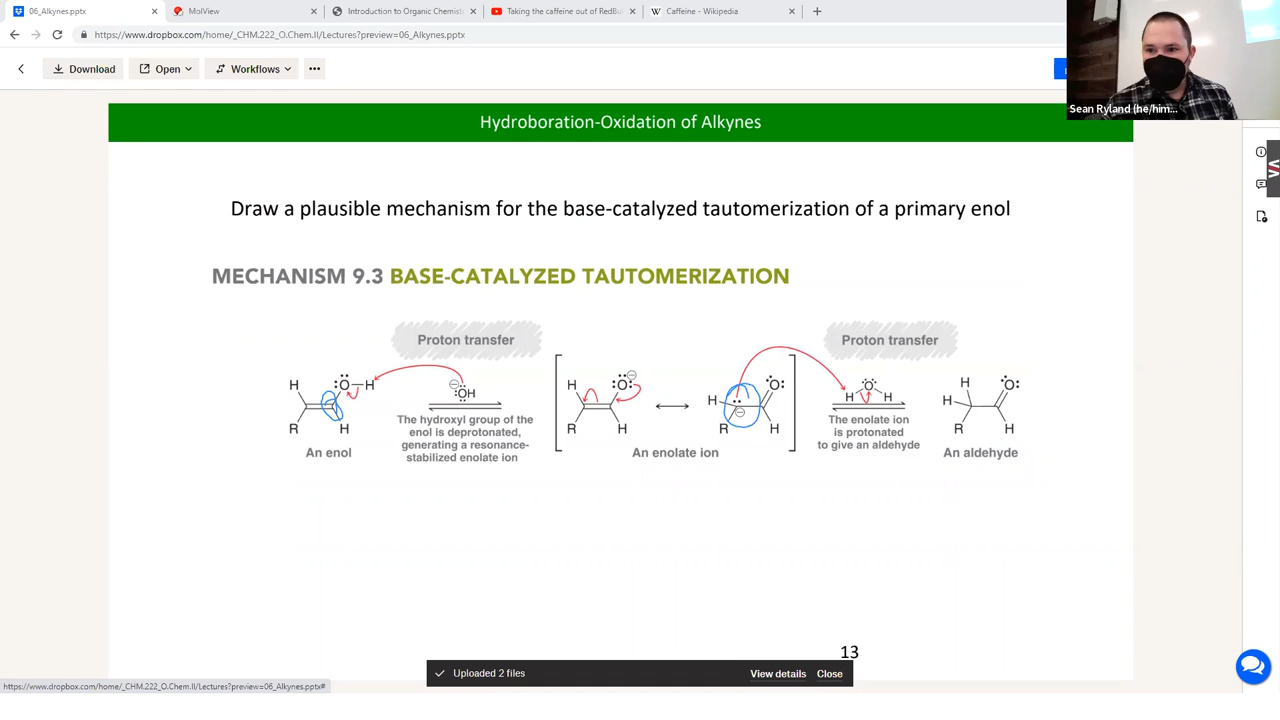 06_Alkynes.pptx
MolView
Introduction to Organic Chemist
Taking the caffeine out of RedBu
Caffeine - Wikipedia
https://www.dropbox.com/home/_CHM.222_O.Chem.II/Lectures?preview=06_Alkynes.pptx
Download
Open
Workflows
Sean Ryland (he/him...
Hydroboration-Oxidation of Alkynes
Draw a plausible mechanism for the base-catalyzed tautomerization of a primary enol
MECHANISM 9.3 BASE-CATALYZED TAUTOMERIZATION
Proton transfer
Proton transfer
H O H
R H
OH
H O
R H
H O
R H
H O H
H H O
R H
The hydroxyl group of the
enol is deprotonated,
generating a resonance-
stabilized enolate ion
The enolate ion
is protonated
to give an aldehyde
An enol
An enolate ion
An aldehyde
13
Uploaded 2 files
View details
Close
https://www.dropbox.com/home/_CHM.222_O.Chem.II/Lectures?preview=06_Alkynes.pptx#